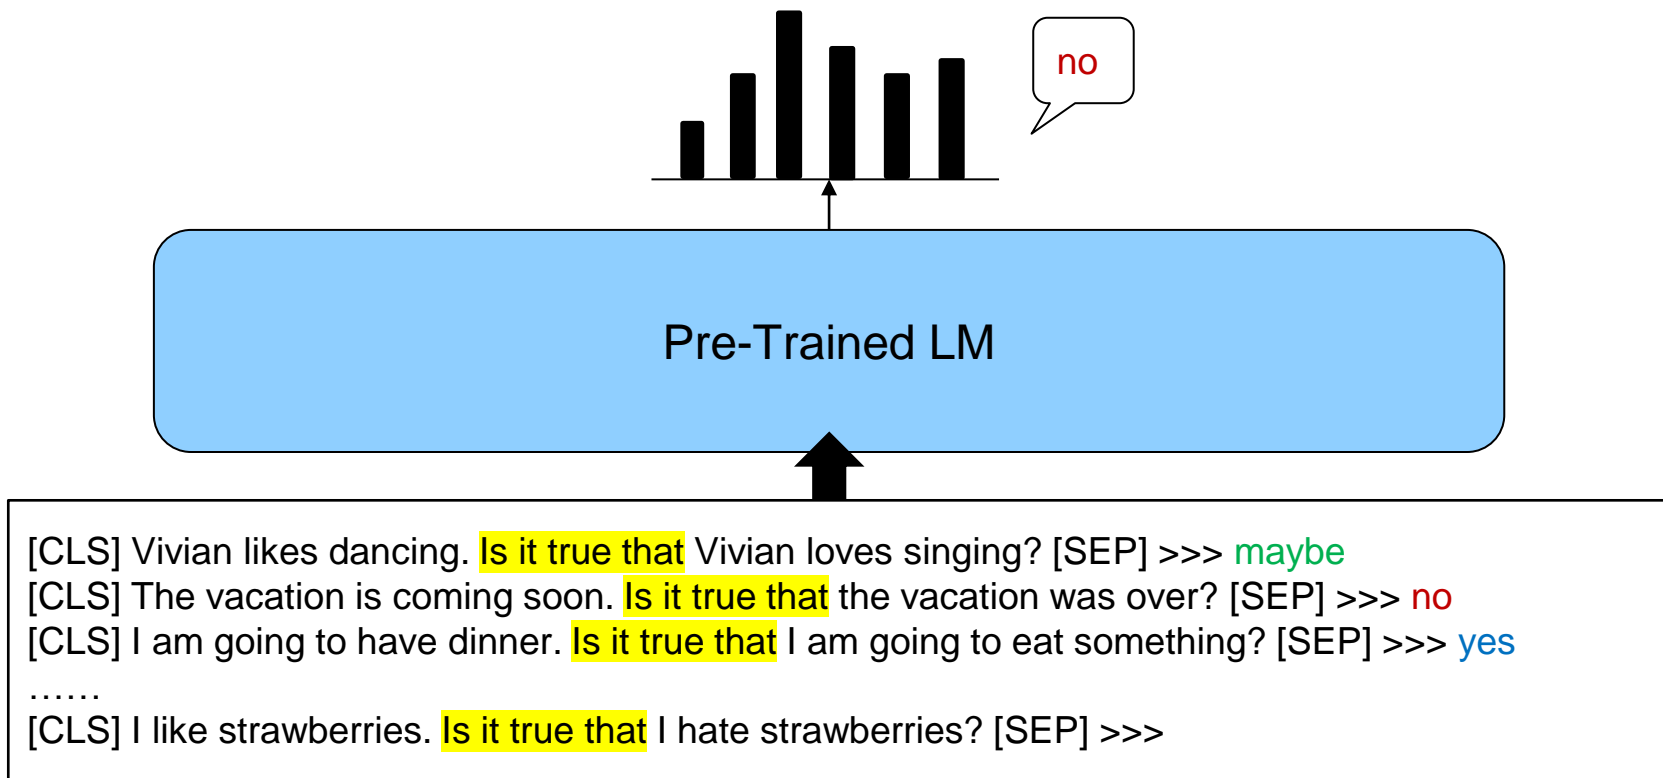 no
Pre-Trained LM
[CLS] Vivian likes dancing. Is it true that Vivian loves singing? [SEP] >>> maybe
[CLS] The vacation is coming soon. Is it true that the vacation was over? [SEP] >>> no
[CLS] I am going to have dinner. Is it true that I am going to eat something? [SEP] >>> yes
……
[CLS] I like strawberries. Is it true that I hate strawberries? [SEP] >>>